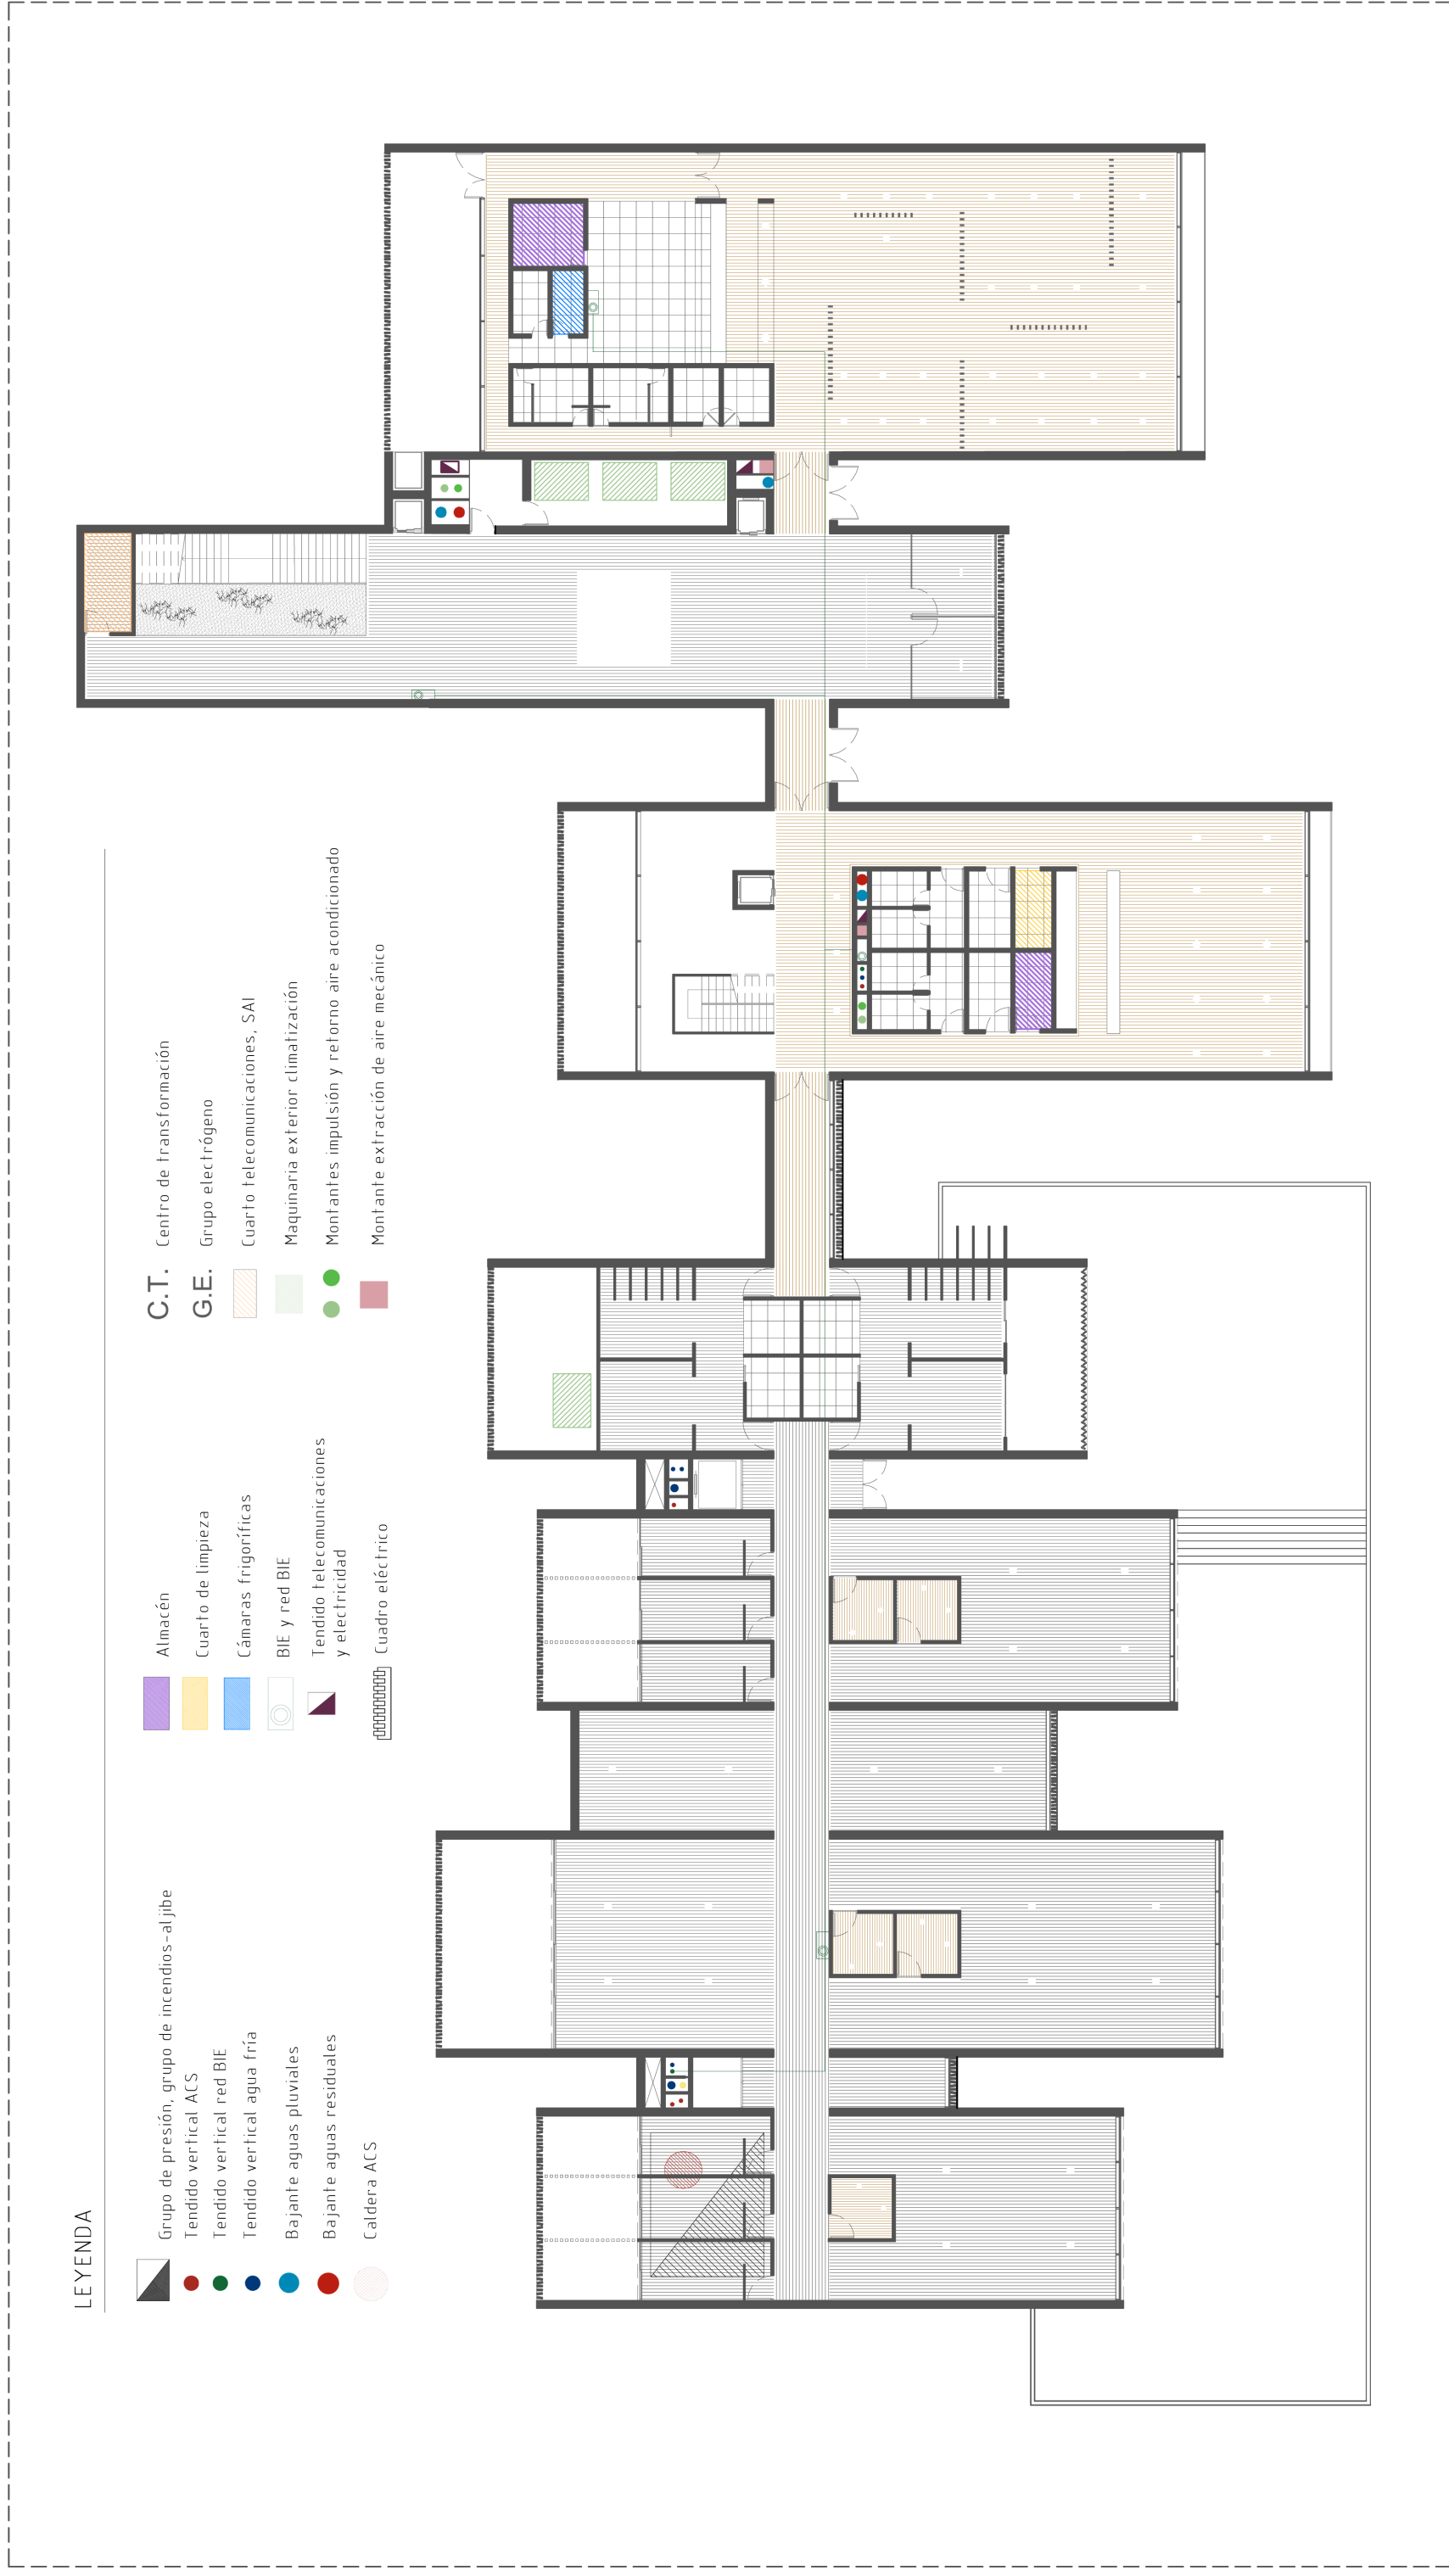 LEYENDA
Grupo de presión, grupo de incendios-aljibe
Tendido vertical ACS
Tendido vertical red BIE
Tendido vertical agua fría
Bajante aguas pluviales
Bajante aguas residuales
Caldera ACS
Almacén
Cuarto de limpieza
Cámaras frigoríficas
BIE y red BIE
Tendido telecomunicaciones
y electricidad
Cuadro eléctrico
C.T. Centro de transformación
G.E. Grupo electrógeno
Cuarto telecomunicaciones, SAI
Maquinaria exterior climatización
Montantes impulsión y retorno aire acondicionado
Montante extracción de aire mecánico